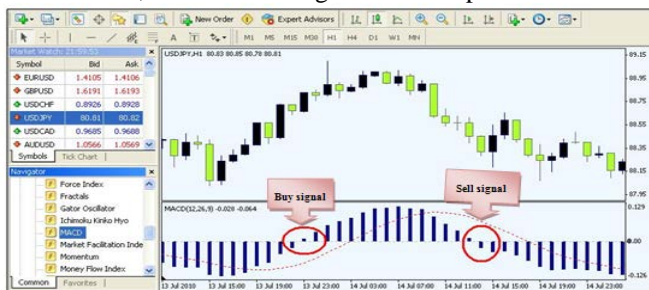 New Order
Expert Advisors
A T
M1 M5 M15 M30 H1 H4 D1 W1 MN
Market Watch: 21:59:53
Symbol Bid Ask
EURUSD 1.4105 1.4106
GBPUSD 1.6191 1.6193
USDCHF 0.8926 0.8928
USDJPY 80.81 80.82
USDCAD 0.9685 0.9688
AUDUSD 1.0566 1.0569
Symbols Tick Chart
Navigator
Force Index
Fractals
Gator Oscillator
Ichimoku Kinko Hyo
MACD
Market Facilitation Inde
Momentum
Money Flow Index
Common Favorites
USDJPY,H1 80.83 80.85 80.78 80.81
89.15
88.95
88.75
88.55
88.35
88.15
87.95
Buy signal
Sell signal
MACD(12,26,9) -0.028 -0.064
0.129
0.00
-0.126
13 Jul 2010 13 Jul 15:00 13 Jul 19:00 13 Jul 23:00 14 Jul 03:00 14 Jul 07:00 14 Jul 11:00 14 Jul 15:00 14 Jul 19:00 14 Jul 23:00